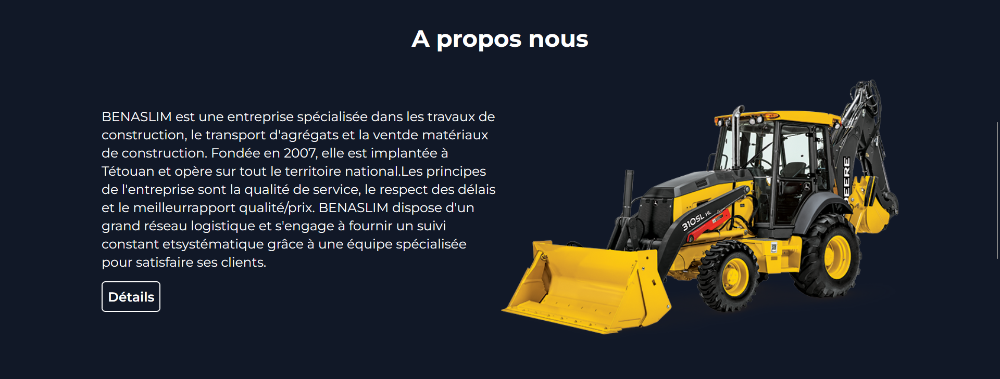 A propos nous
BENASLIM est une entreprise spécialisée dans les travaux de
construction, le transport d'agrégats et la ventde matériaux
de construction. Fondée en 2007, elle est implantée à
Tétouan et opère sur tout le territoire national.Les principes
de l'entreprise sont la qualité de service, le respect des délais
et le meilleurrapport qualité/prix. BENASLIM dispose d'un
grand réseau logistique et s'engage à fournir un suivi
constant etsystématique grâce à une équipe spécialisée
pour satisfaire ses clients.
Détails
310SL HL
EERE